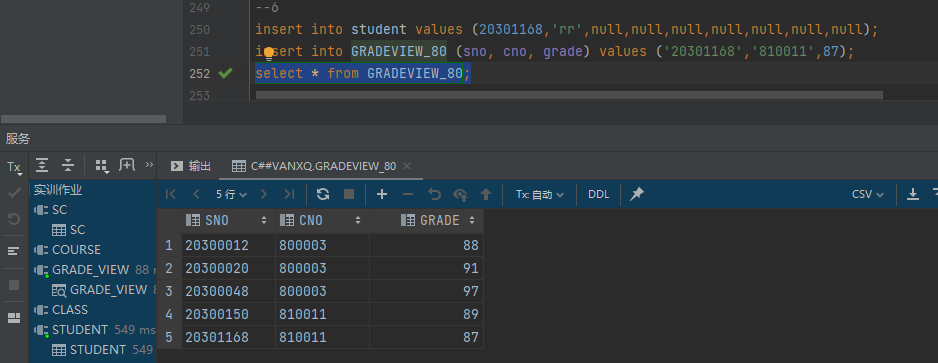 249
--6
250 insert into student values (20301168,'rr',null,null,null,null,null,null);
251 insert into GRADEVIEW_80 (sno, cno, grade) values ('20301168','810011',87);
252 select * from GRADEVIEW_80;
253
服务
Tx
输出
C##VANXQ.GRADEVIEW_80
实训作业
5 行
Tx: 自动
DDL
CSV
SC
SC
COURSE
GRADE_VIEW 88
GRADE_VIEW
CLASS
STUDENT 549 ms
STUDENT 549
SNO CNO GRADE
1 20300012 800003 88
2 20300020 800003 91
3 20300048 800003 97
4 20300150 810011 89
5 20301168 810011 87